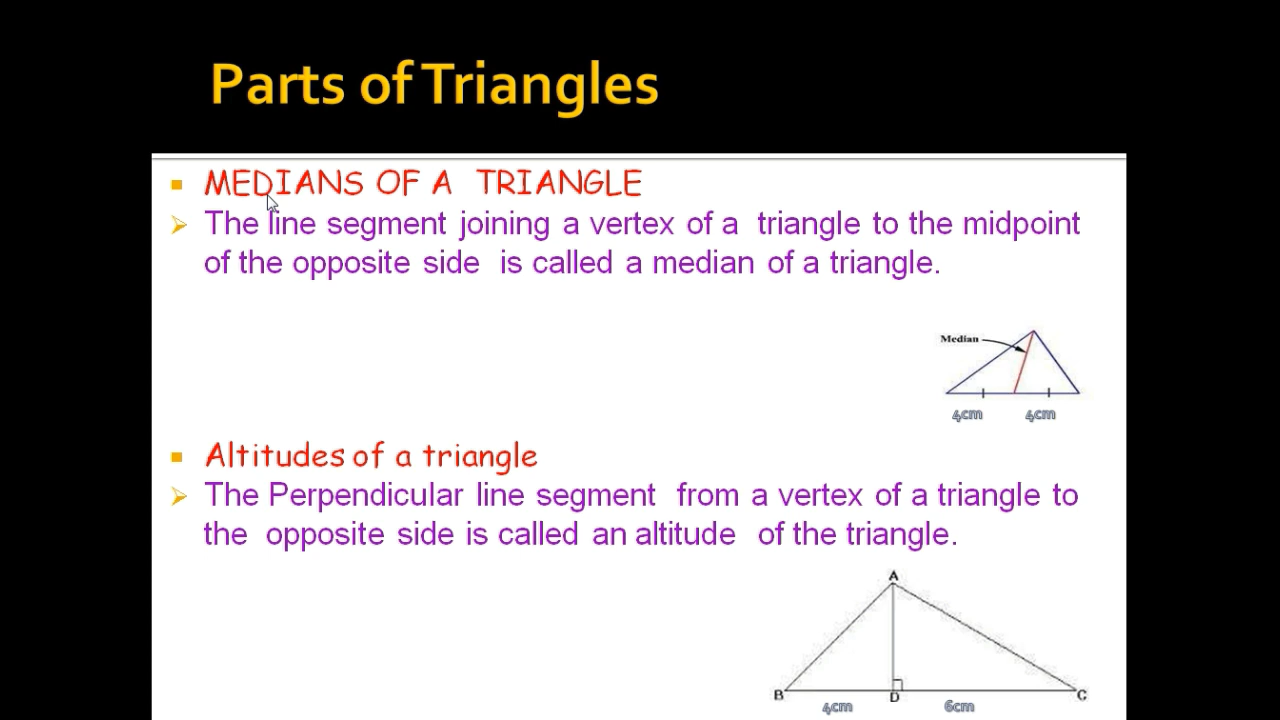 Parts of Triangles
MEDIANS OF A TRIANGLE
The line segment joining a vertex of a triangle to the midpoint
of the opposite side is called a median of a triangle.
Median
4cm 4cm
Altitudes of a triangle
The Perpendicular line segment from a vertex of a triangle to
the opposite side is called an altitude of the triangle.
A
B D C
4cm 6cm